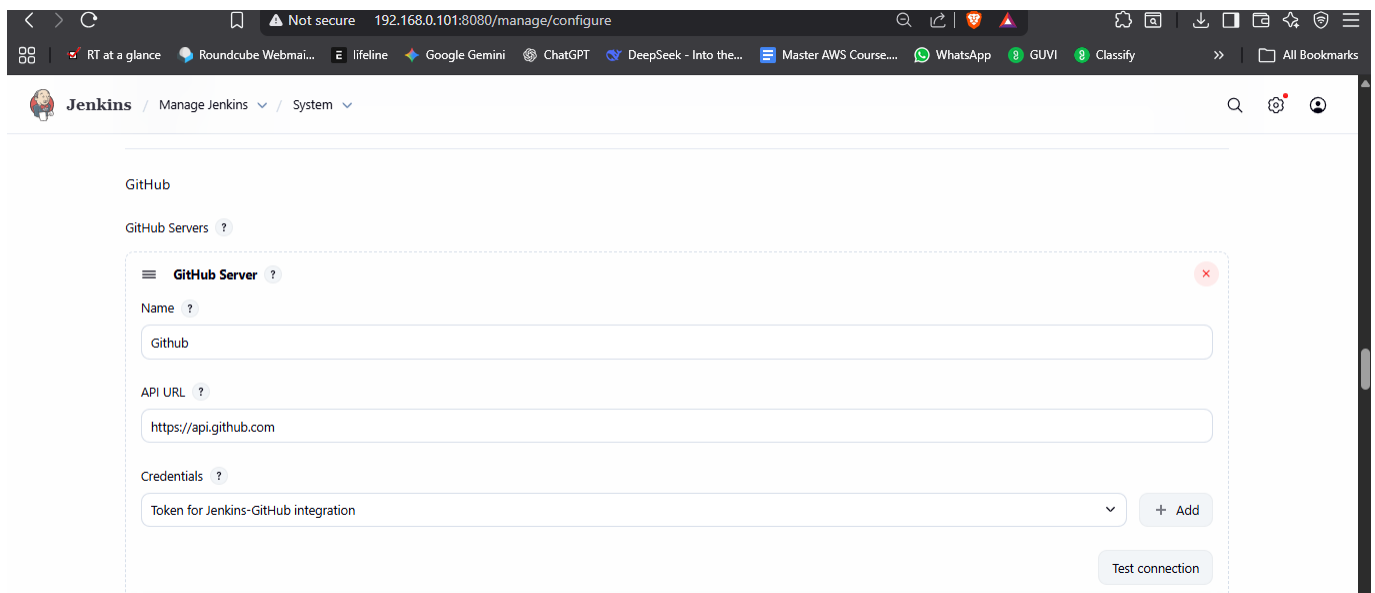 Not secure 192.168.0.101:8080/manage/configure
RT at a glance Roundcube Webmai... E lifeline Google Gemini ChatGPT DeepSeek - Into the... Master AWS Course.... WhatsApp 8 GUVI 8 Classify » All Bookmarks
Jenkins / Manage Jenkins / System
GitHub
GitHub Servers ?
GitHub Server ?
Name ?
Github
API URL ?
https://api.github.com
Credentials ?
Token for Jenkins-GitHub integration + Add
Test connection